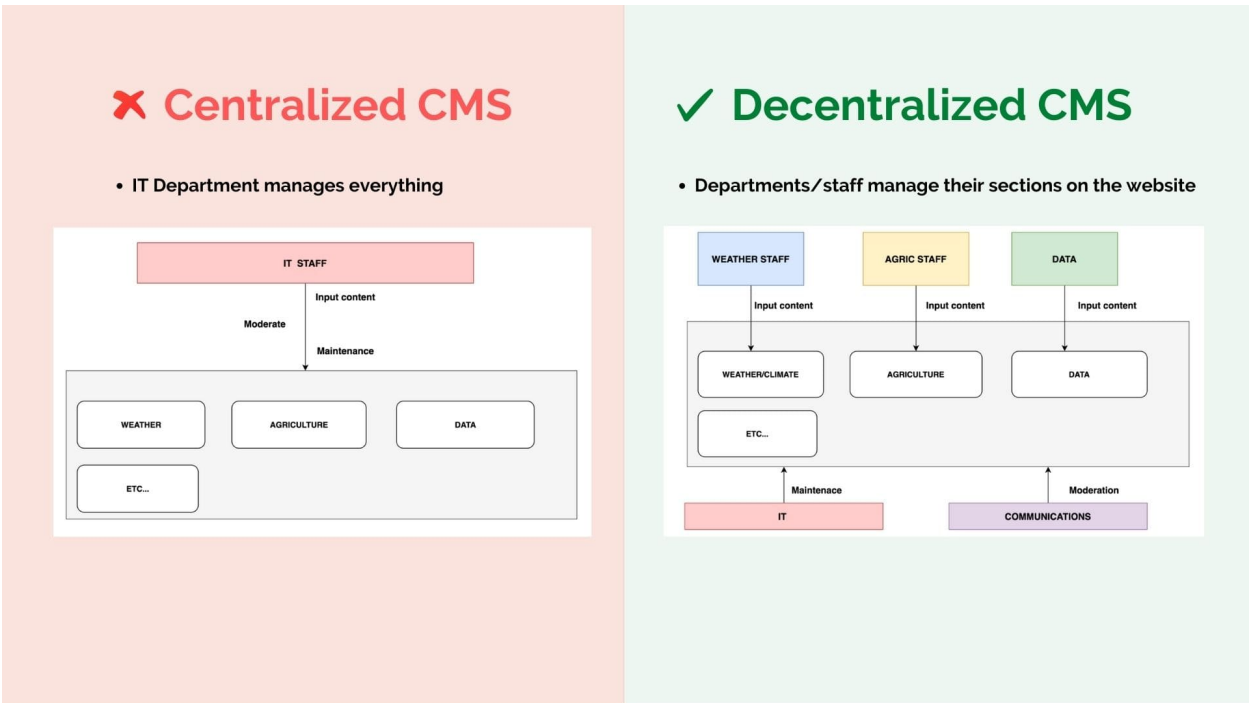 Centralized CMS
• IT Department manages everything
IT STAFF
Input content
Moderate
Maintenance
WEATHER
AGRICULTURE
DATA
ETC...
Decentralized CMS
• Departments/staff manage their sections on the website
WEATHER STAFF
AGRIC STAFF
DATA
Input content
Input content
Input content
WEATHER/CLIMATE
AGRICULTURE
DATA
ETC...
Maintenace
Moderation
IT
COMMUNICATIONS